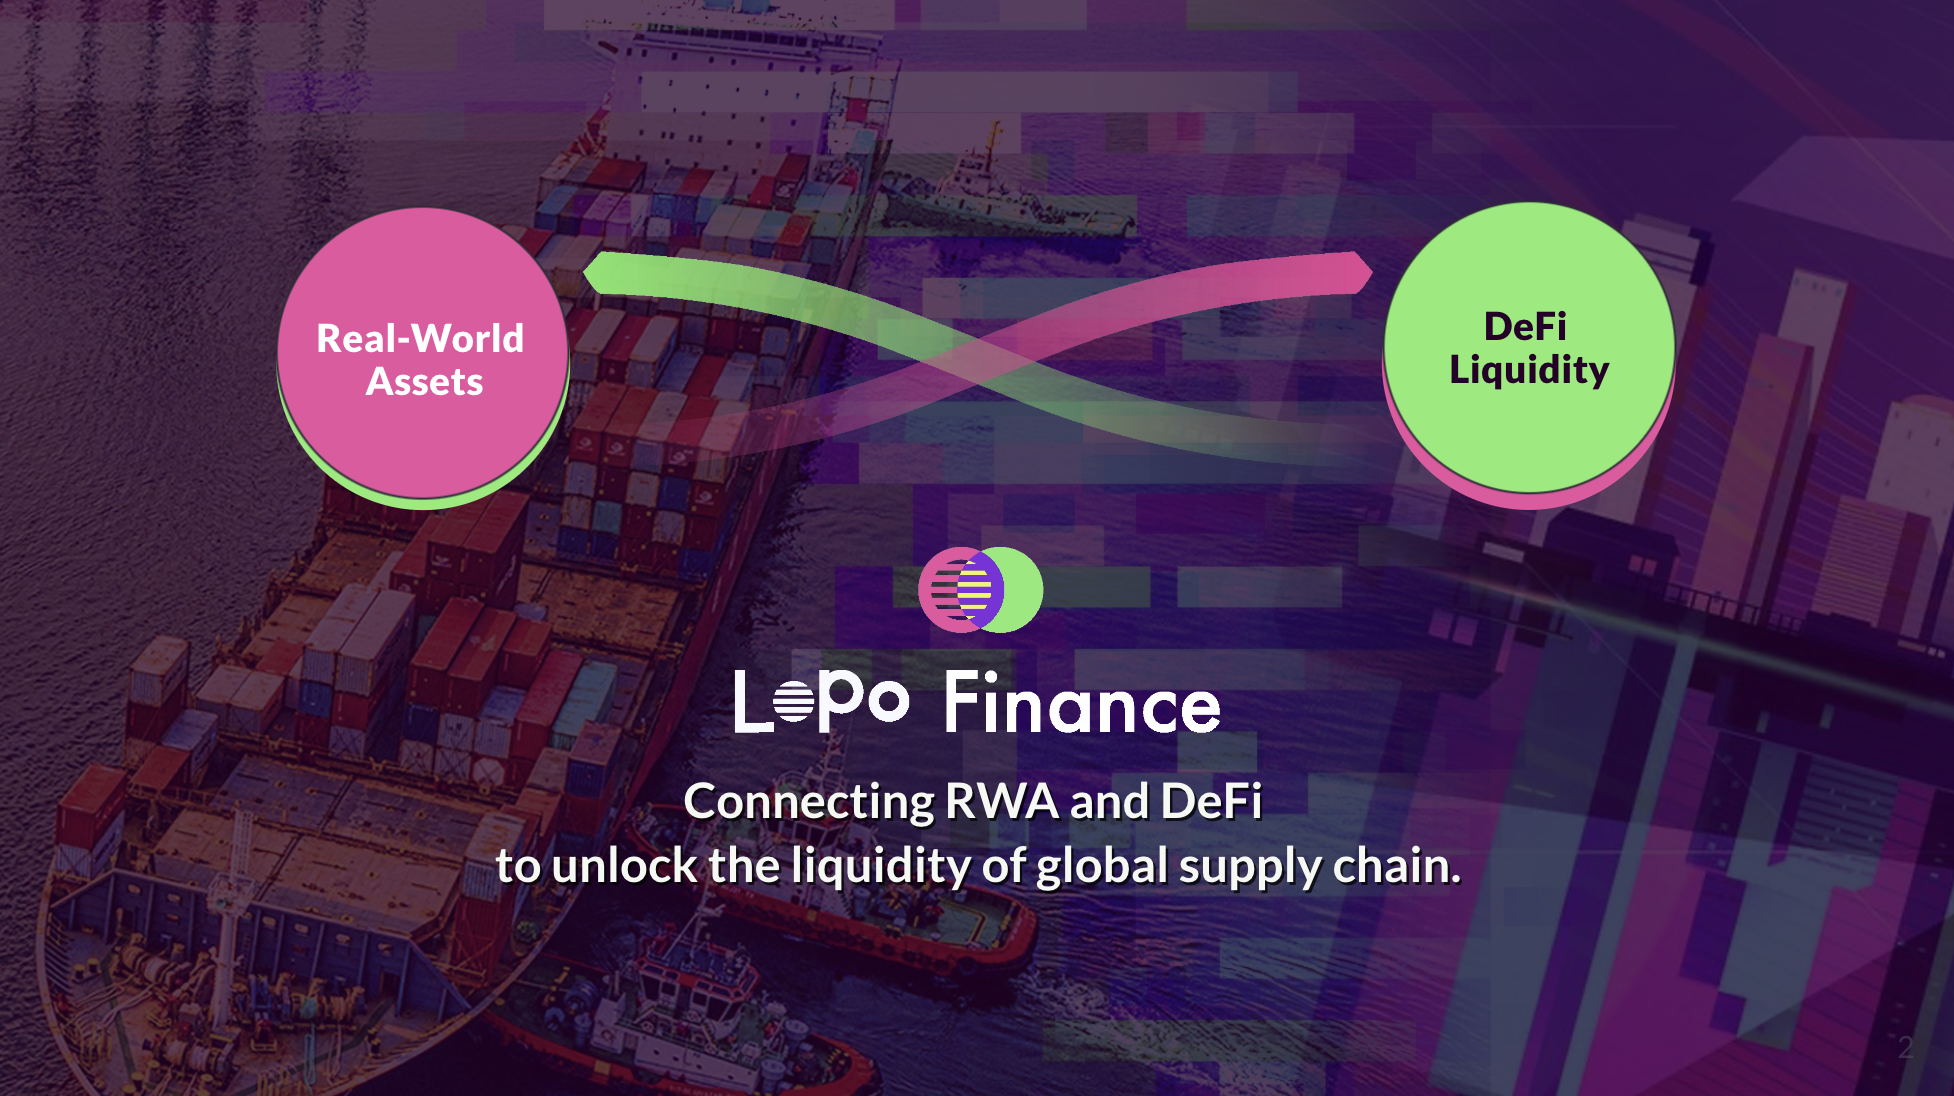 Real-World
Assets
DeFi
Liquidity
Lopo Finance
Connecting RWA and DeFi
to unlock the liquidity of global supply chain.
2